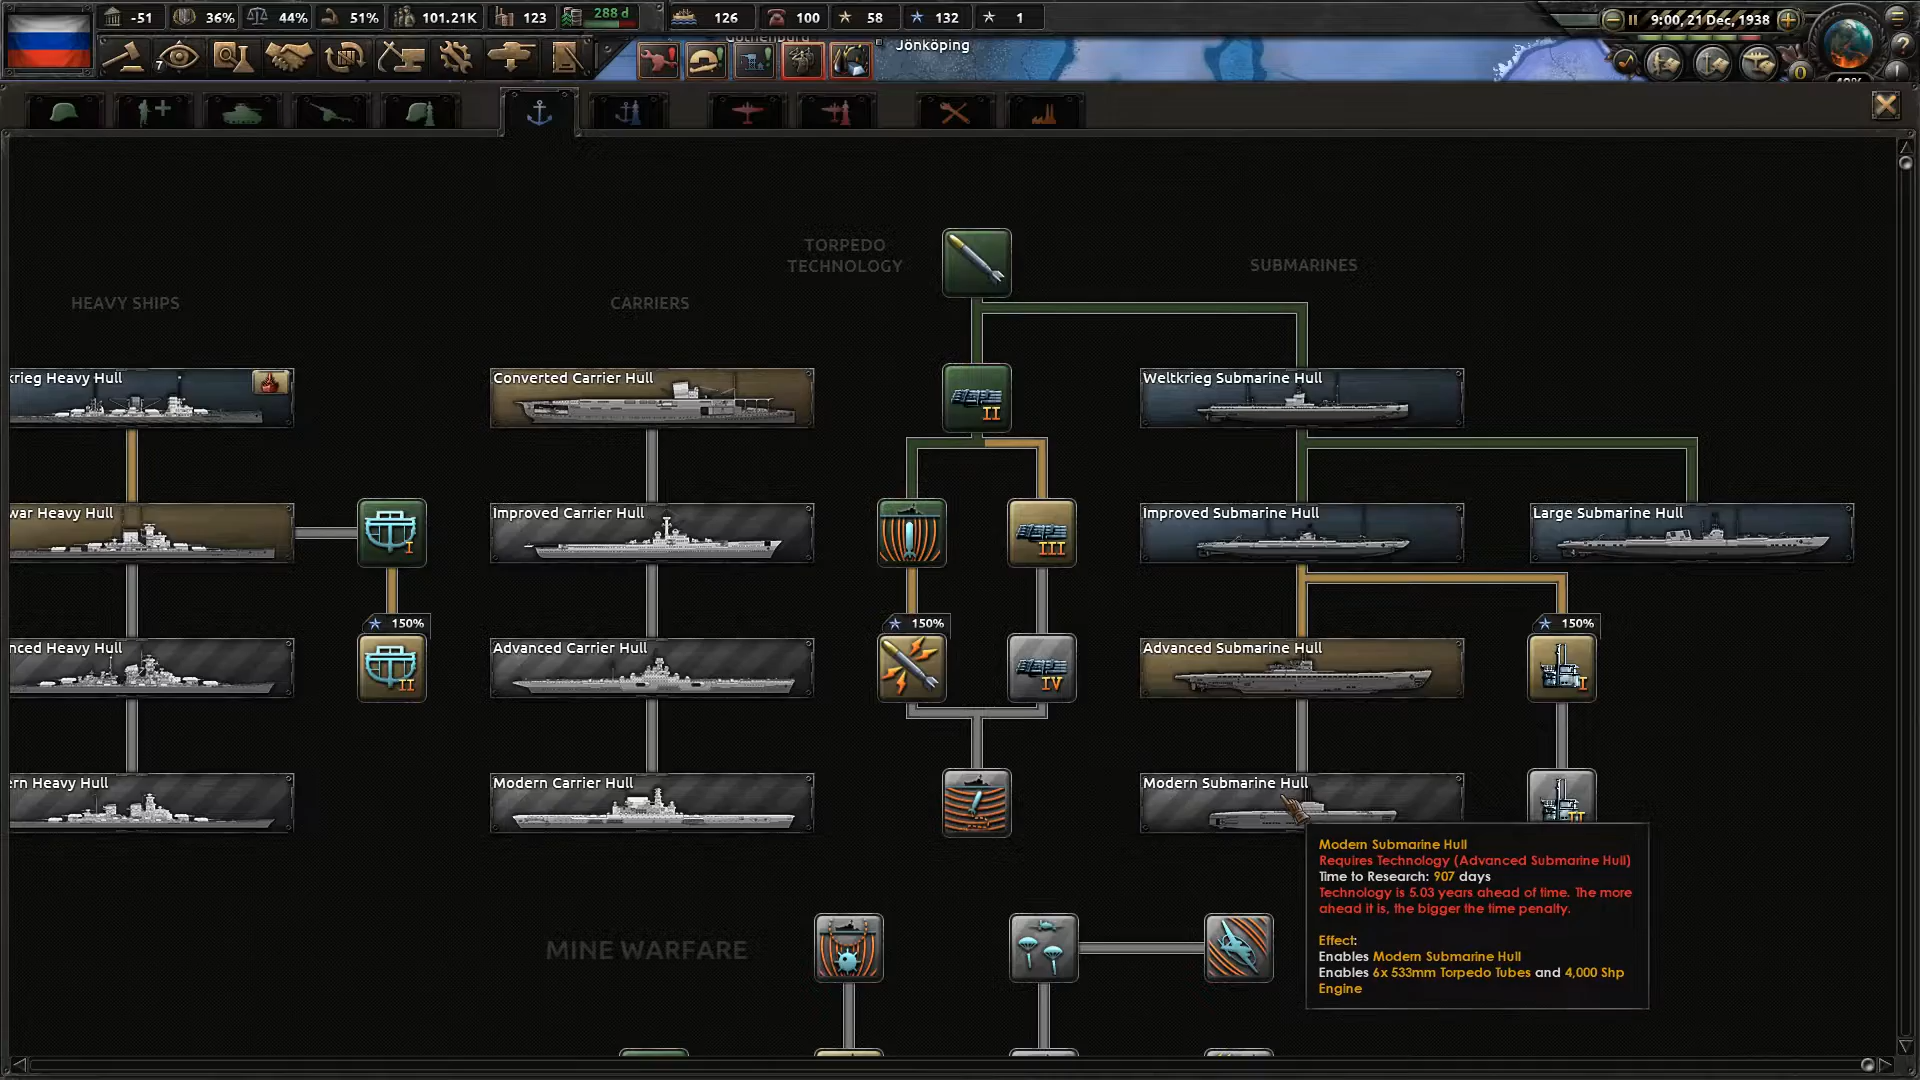 -51
36%
44%
51%
101.21K
123
288 d
126
100
58
132
1
9:00, 21 Dec, 1938
7
Jönköping
0
TORPEDO
TECHNOLOGY
SUBMARINES
HEAVY SHIPS
CARRIERS
krieg Heavy Hull
Converted Carrier Hull
II
Weltkrieg Submarine Hull
war Heavy Hull
I
Improved Carrier Hull
III
Improved Submarine Hull
Large Submarine Hull
150%
150%
150%
nced Heavy Hull
II
Advanced Carrier Hull
IV
Advanced Submarine Hull
I
ern Heavy Hull
Modern Carrier Hull
Modern Submarine Hull
II
Modern Submarine Hull
Requires Technology (Advanced Submarine Hull)
Time to Research: 907 days
Technology is 5.03 years ahead of time. The more
ahead it is, the bigger the time penalty.
Effect:
Enables Modern Submarine Hull
Enables 6x 533mm Torpedo Tubes and 4,000 Shp
Engine
MINE WARFARE